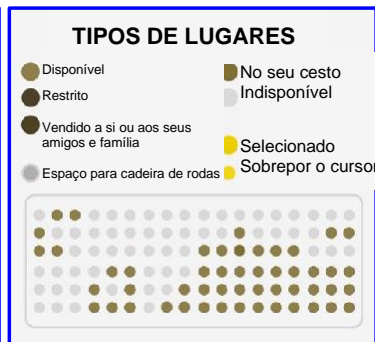 TIPOS DE LUGARES
Disponível
Restrito
Vendido a si ou aos seus
amigos e família
Espaço para cadeira de rodas
No seu cesto
Indisponível
Selecionado
Sobrepor o cursor